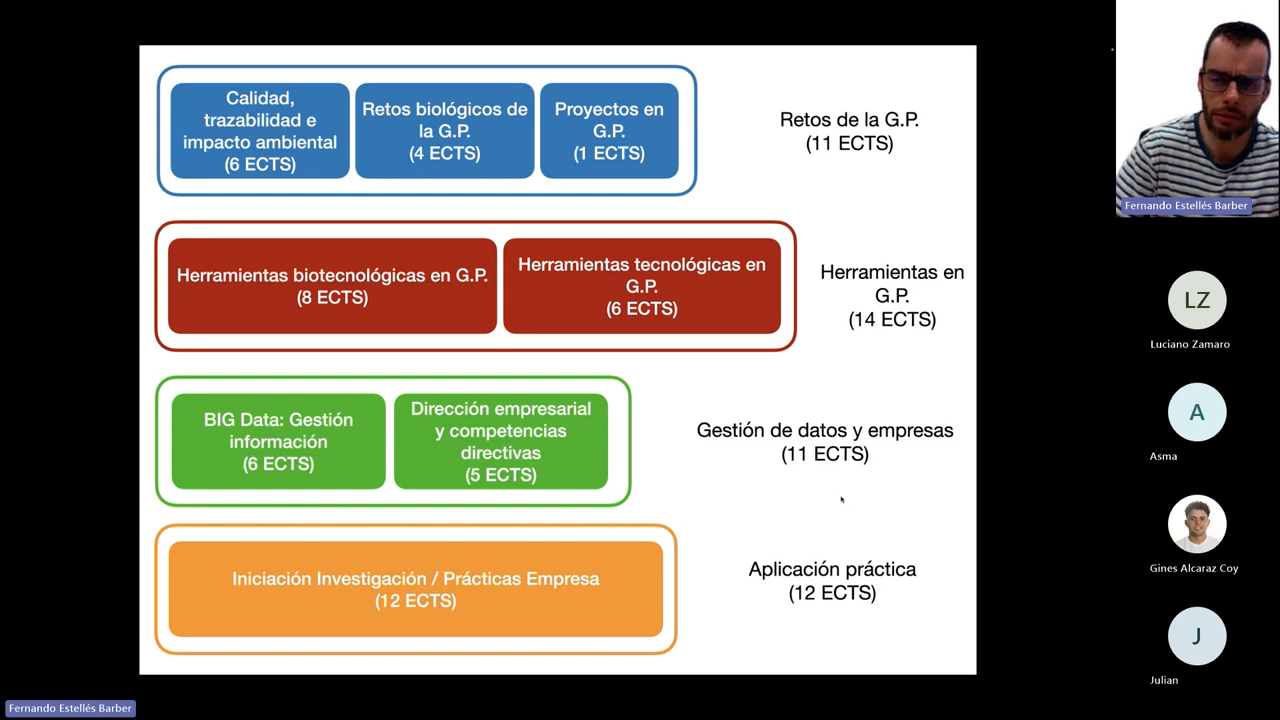 Calidad,
trazabilidad e
impacto ambiental
(6 ECTS)
Retos biológicos de
la G.P.
(4 ECTS)
Proyectos en
G.P.
(1 ECTS)
Retos de la G.P.
(11 ECTS)
Herramientas biotecnológicas en G.P.
(8 ECTS)
Herramientas tecnológicas en
G.P.
(6 ECTS)
Herramientas en
G.P.
(14 ECTS)
BIG Data: Gestión
información
(6 ECTS)
Dirección empresarial
y competencias
directivas
(5 ECTS)
Gestión de datos y empresas
(11 ECTS)
Iniciación Investigación / Prácticas Empresa
(12 ECTS)
Aplicación práctica
(12 ECTS)
Fernando Estellés Barber
LZ
Luciano Zamaro
A
Asma
Gines Alcaraz Coy
J
Julian
Fernando Estellés Barber